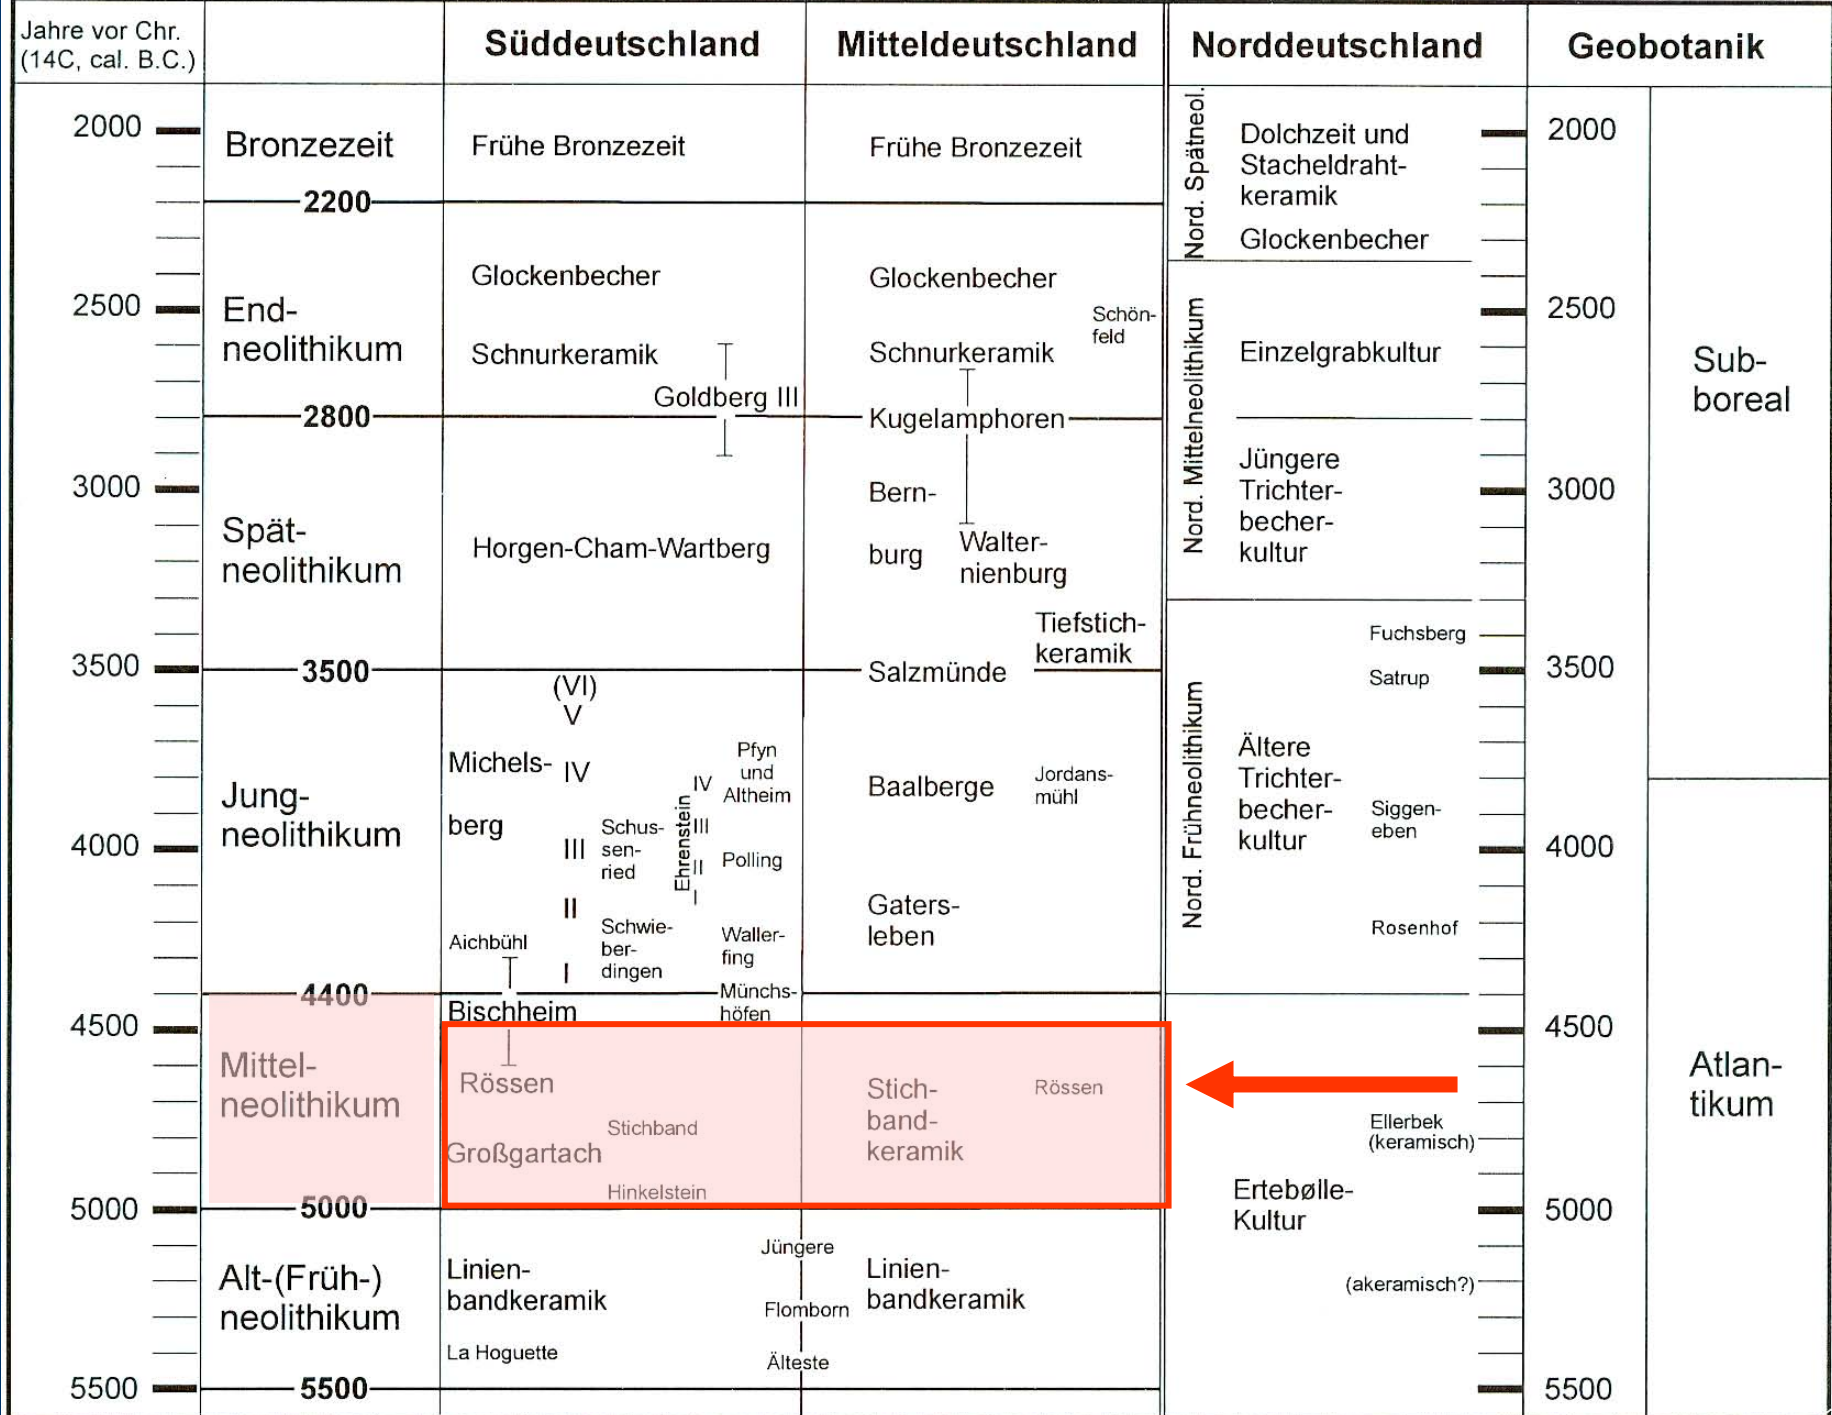 Jahre vor Chr.
(14C, cal. B.C.)
Süddeutschland
Mitteldeutschland
Norddeutschland
Geobotanik
2000
Bronzezeit
2200
End-
neolithikum
2500
2800
3000
Spät-
neolithikum
3500
3500
Jung-
neolithikum
4000
4400
4500
Mittel-
neolithikum
5000
5000
Alt-(Früh-)
neolithikum
5500
5500
Frühe Bronzezeit
Glockenbecher
Schnurkeramik
Goldberg III
Horgen-Cham-Wartberg
(VI)
V
Michels-
berg
IV
III
II
I
Schus-
sen-
ried
Schwie-
ber-
dingen
Ehrenstein
IV
III
II
I
Pfyn
und
Altheim
Polling
Waller-
fing
Münchs-
höfen
Aichbühl
Bischheim
Rössen
Stichband
Großgartach
Hinkelstein
Linien-
bandkeramik
La Hoguette
Jüngere
Flomborn
Älteste
Frühe Bronzezeit
Glockenbecher
Schön-
feld
Schnurkeramik
Kugelamphoren
Bern-
burg
Walter-
nienburg
Tiefstich-
keramik
Salzmünde
Baalberge
Jordans-
mühl
Gaters-
leben
Stich-
band-
keramik
Rössen
Linien-
bandkeramik
Nord. Spätneol.
Dolchzeit und
Stacheldraht-
keramik
Glockenbecher
Nord. Mittelneolithikum
Einzelgrabkultur
Jüngere
Trichter-
becher-
kultur
Nord. Frühneolithikum
Fuchsberg
Satrup
Ältere
Trichter-
becher-
kultur
Siggen-
eben
Rosenhof
Ellerbek
(keramisch)
Ertebølle-
Kultur
(akeramisch?)
2000
2500
3000
3500
4000
4500
5000
5500
Sub-
boreal
Atlan-
tikum